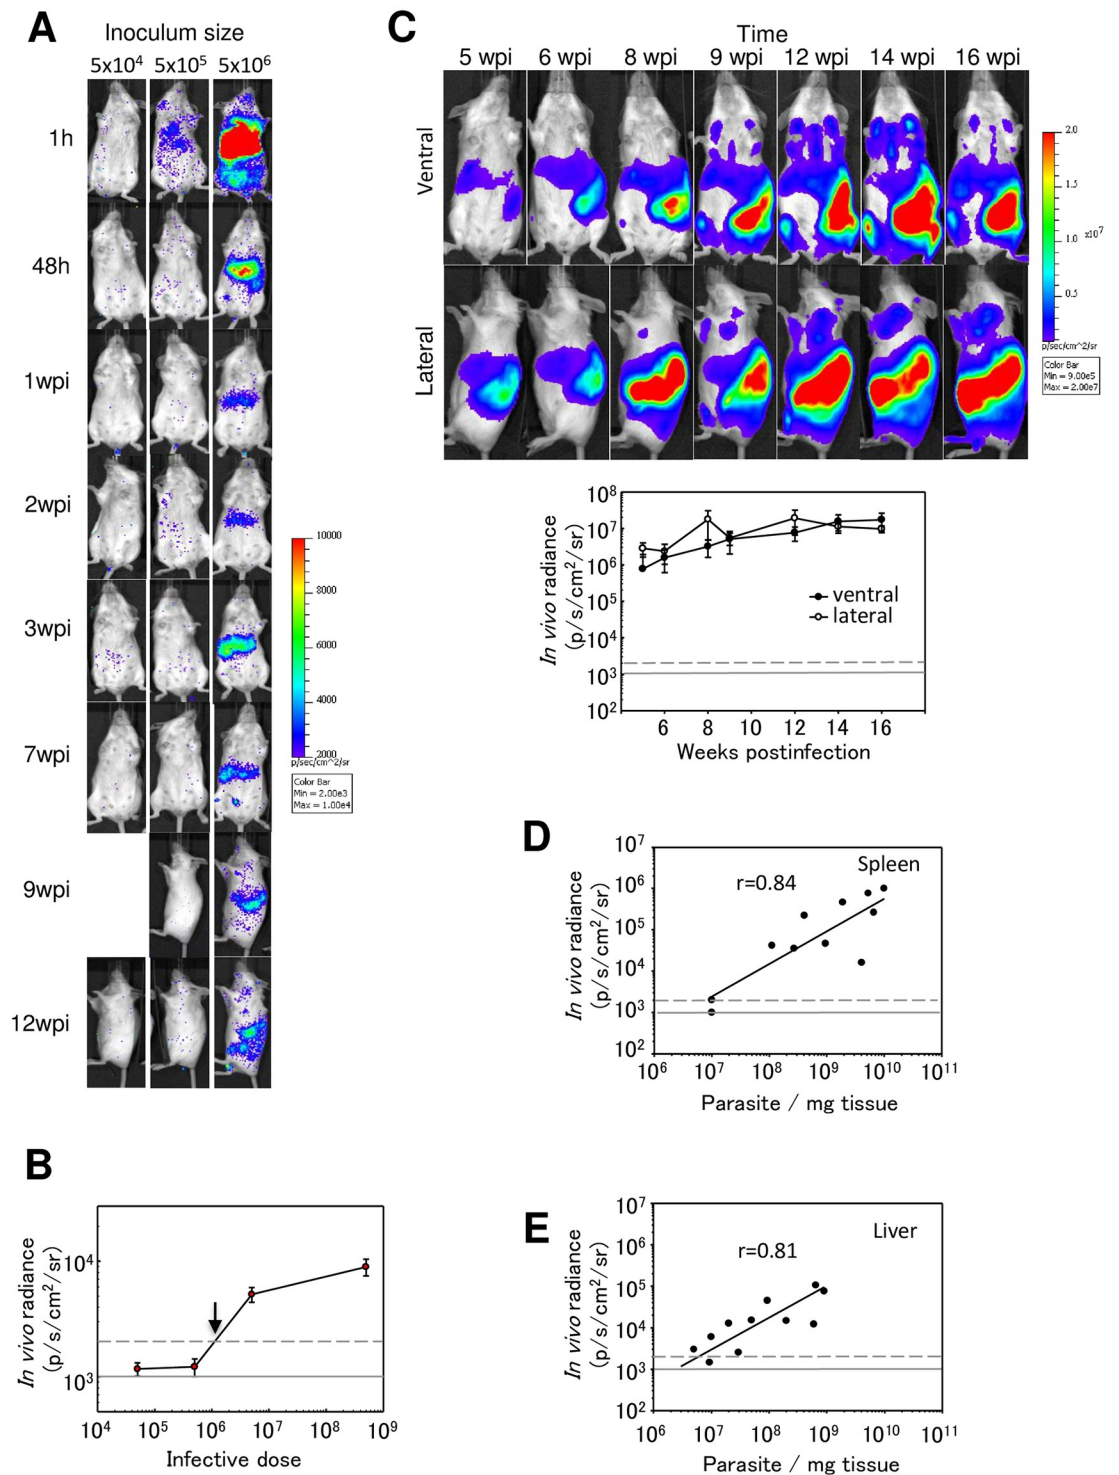 A
Inoculum size
5x10⁴ 5x10⁵ 5x10⁶
1h
48h
1wpi
2wpi
3wpi
7wpi
9wpi
12wpi
10000
8000
6000
4000
2000
p/sec/cm^2/sr
Color Bar
Min = 2.00e3
Max = 1.00e4
B
In vivo radiance
(p/s/cm²/sr)
10⁴
10³
10⁴ 10⁵ 10⁶ 10⁷ 10⁸ 10⁹
Infective dose
C
Time
5 wpi 6 wpi 8 wpi 9 wpi 12 wpi 14 wpi 16 wpi
Ventral
Lateral
2.0
1.5
1.0 x10⁷
0.5
p/sec/cm^2/sr
Color Bar
Min = 9.00e5
Max = 2.00e7
In vivo radiance
(p/s/cm2/sr)
10⁸
10⁷
10⁶
10⁵
10⁴
10³
10²
ventral
lateral
6 8 10 12 14 16
Weeks postinfection
D
Spleen
r=0.84
In vivo radiance
(p/s/cm²/sr)
10⁷
10⁶
10⁵
10⁴
10³
10²
10⁶ 10⁷ 10⁸ 10⁹ 10¹⁰ 10¹¹
Parasite / mg tissue
E
Liver
r=0.81
In vivo radiance
(p/s/cm²/sr)
10⁷
10⁶
10⁵
10⁴
10³
10²
10⁶ 10⁷ 10⁸ 10⁹ 10¹⁰ 10¹¹
Parasite / mg tissue